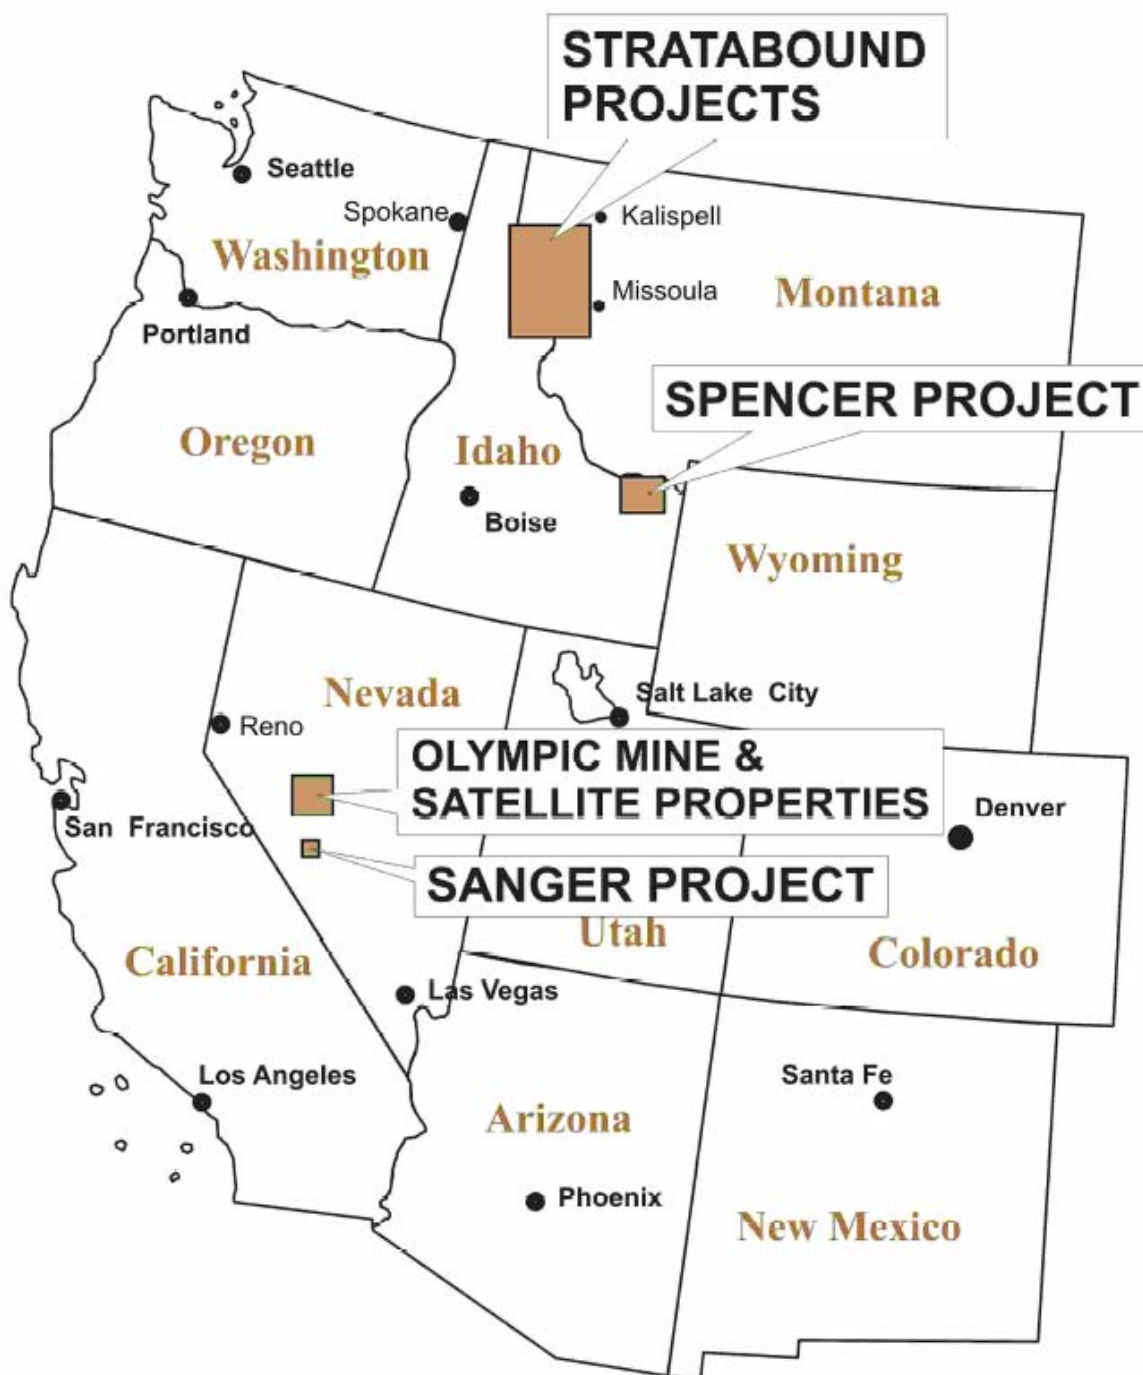 STRATABOUND
PROJECTS
Seattle
Spokane
Kalispell
Washington
Missoula
Montana
Portland
SPENCER PROJECT
Oregon
Idaho
Boise
Wyoming
Nevada
Salt Lake City
Reno
OLYMPIC MINE &
SATELLITE PROPERTIES
Denver
San Francisco
SANGER PROJECT
Utah
Colorado
California
Las Vegas
Los Angeles
Santa Fe
Arizona
Phoenix
New Mexico